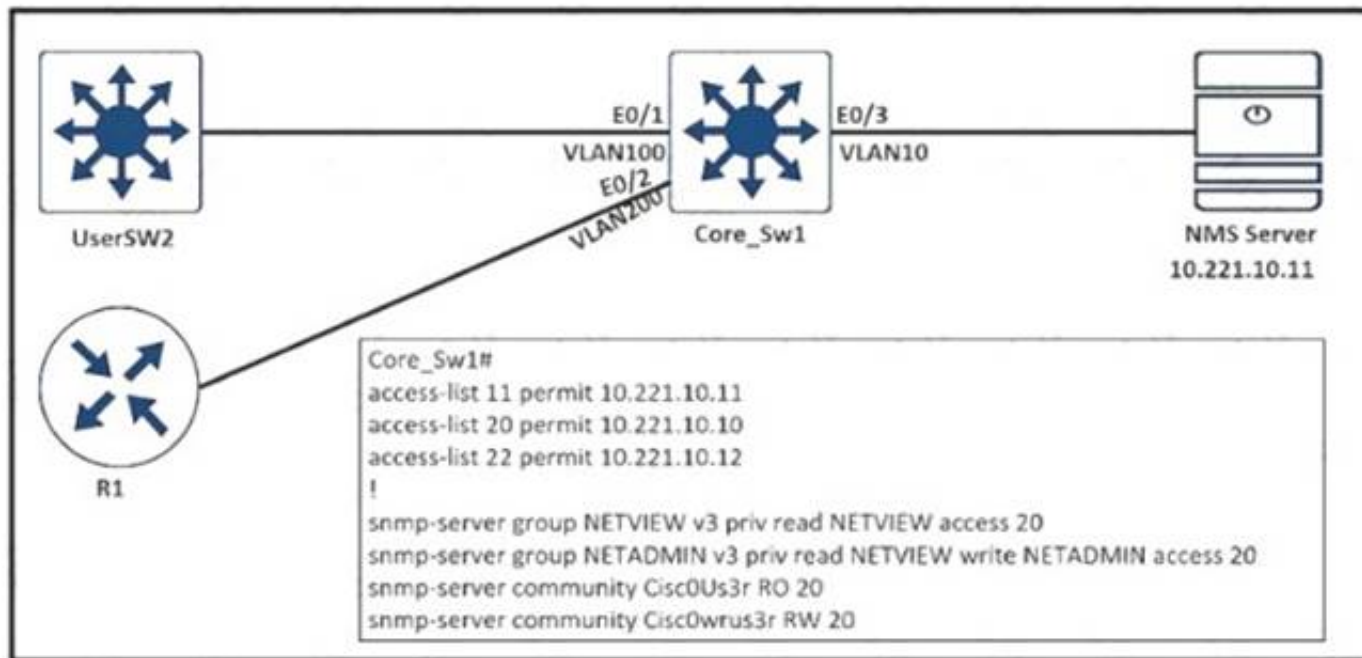 E0/1
E0/3
VLAN100
VLAN10
E0/2
VLAN200
UserSW2
Core_Sw1
NMS Server
10.221.10.11
R1
Core_Sw1#
access-list 11 permit 10.221.10.11
access-list 20 permit 10.221.10.10
access-list 22 permit 10.221.10.12
!
snmp-server group NETVIEW v3 priv read NETVIEW access 20
snmp-server group NETADMIN v3 priv read NETVIEW write NETADMIN access 20
snmp-server community Cisc0Us3r RO 20
snmp-server community Cisc0wrus3r RW 20